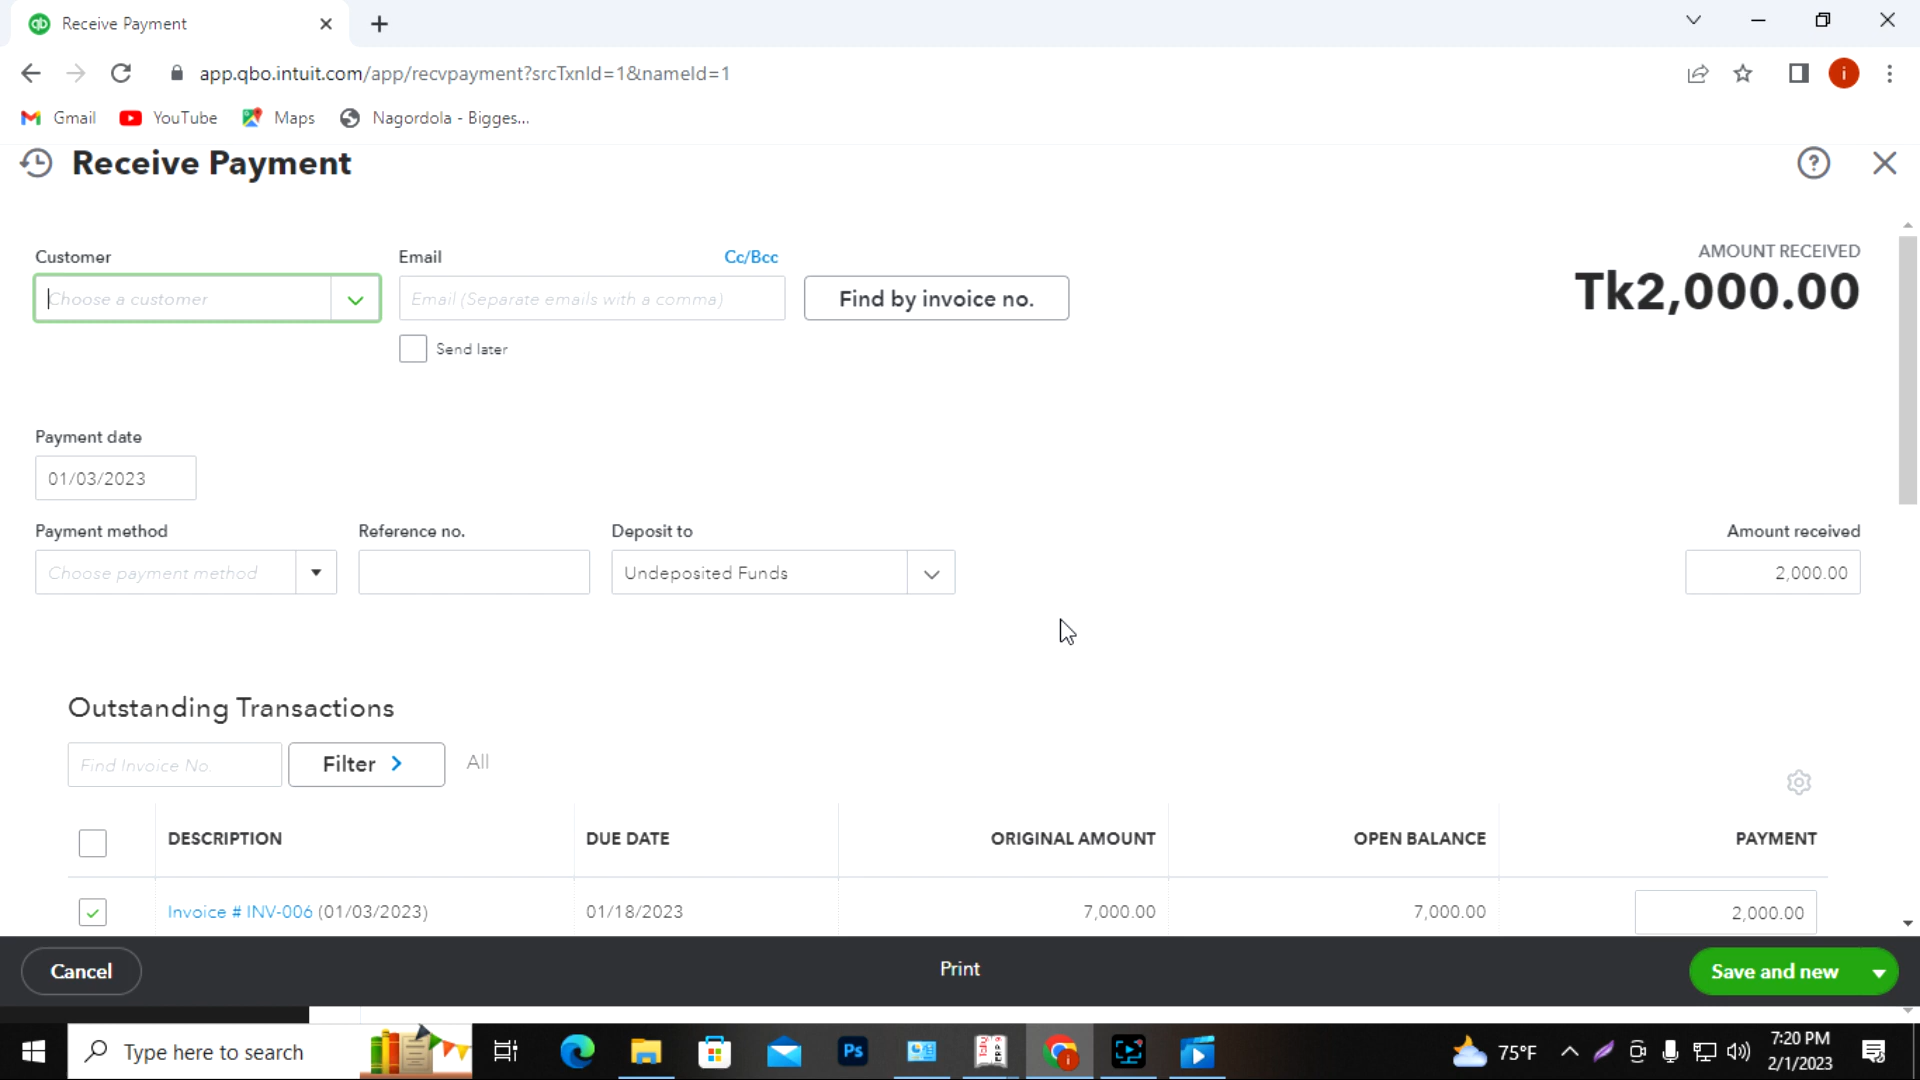 Receive Payment
app.qbo.intuit.com/app/recvpayment?srcTxnId=1&nameId=1
i
Gmail YouTube Maps Nagordola - Bigges...
Receive Payment
Customer Email Cc/Bcc AMOUNT RECEIVED
Choose a customer Email (Separate emails with a comma) Find by invoice no. Tk2,000.00
Send later
Payment date
01/03/2023
Payment method Reference no. Deposit to Amount received
Choose payment method Undeposited Funds 2,000.00
Outstanding Transactions
Find Invoice No. Filter All
DESCRIPTION DUE DATE ORIGINAL AMOUNT OPEN BALANCE PAYMENT
Invoice # INV-006 (01/03/2023) 01/18/2023 7,000.00 7,000.00 2,000.00
Cancel Print Save and new
Type here to search Ps 75°F 7:20 PM
2/1/2023